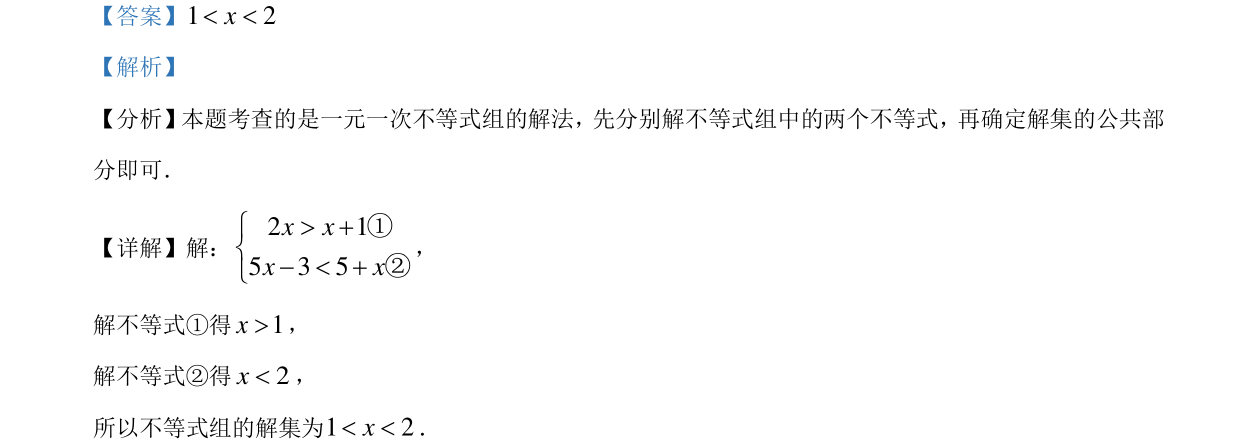 【答案】1 < x < 2
【解析】
【分析】本题考查的是一元一次不等式组的解法，先分别解不等式组中的两个不等式，再确定解集的公共部
分即可．
【详解】解：{2x > x+1①
5x−3<5+x②，
解不等式①得 x >1，
解不等式②得 x < 2，
所以不等式组的解集为1< x < 2．